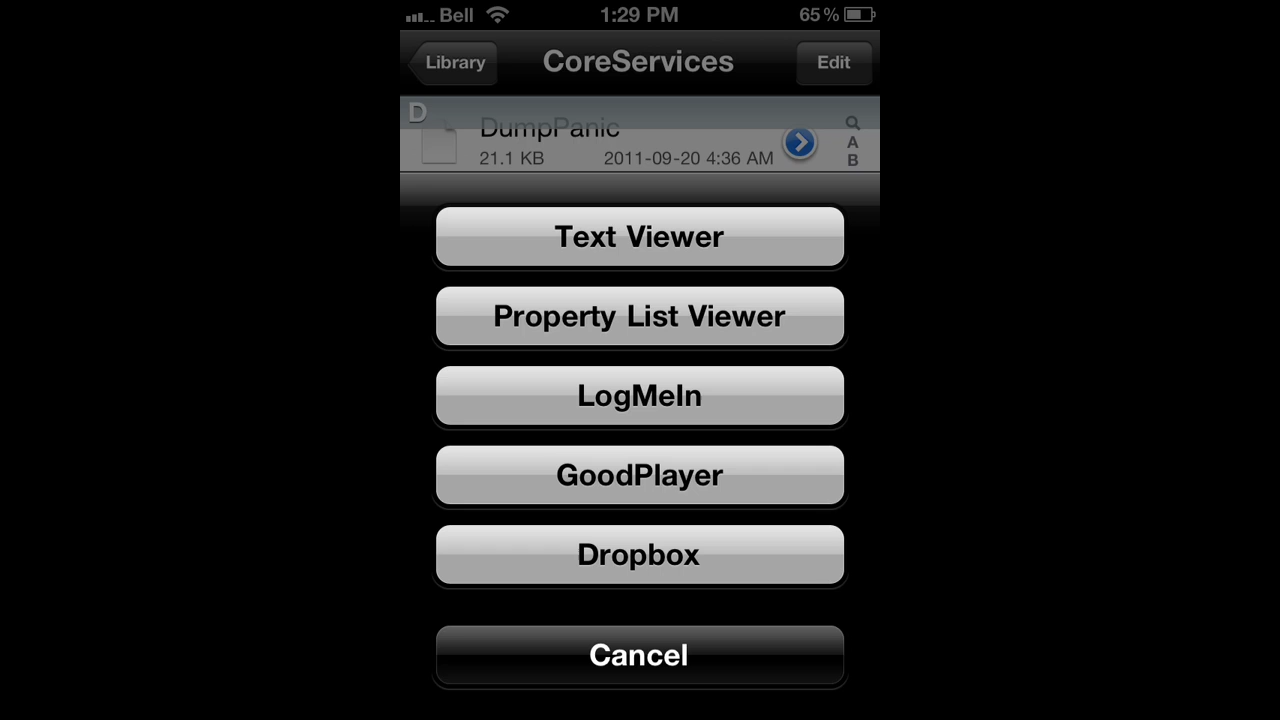 Bell 1:29 PM 65%
Library CoreServices Edit
D
DumpPanic
21.1 KB 2011-09-20 4:36 AM
A
B
Text Viewer
Property List Viewer
LogMeIn
GoodPlayer
Dropbox
Cancel